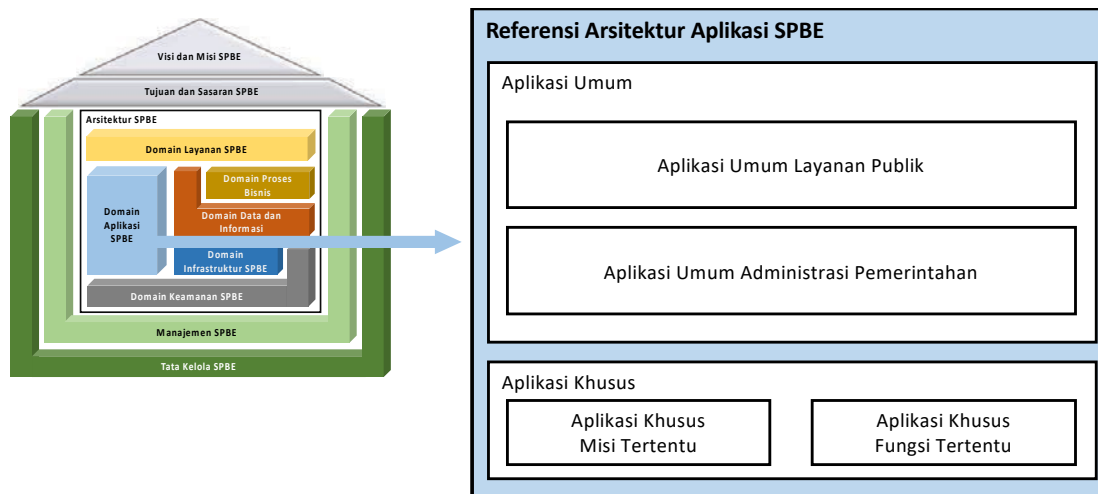 Visi dan Misi SPBE
Tujuan dan Sasaran SPBE
Arsitektur SPBE
Domain Layanan SPBE
Domain Proses
Bisnis
Domain
Aplikasi
SPBE
Domain Data dan
Informasi
Domain
Infrastruktur SPBE
Domain Keamanan SPBE
Manajemen SPBE
Tata Kelola SPBE
Referensi Arsitektur Aplikasi SPBE
Aplikasi Umum
Aplikasi Umum Layanan Publik
Aplikasi Umum Administrasi Pemerintahan
Aplikasi Khusus
Aplikasi Khusus
Misi Tertentu
Aplikasi Khusus
Fungsi Tertentu